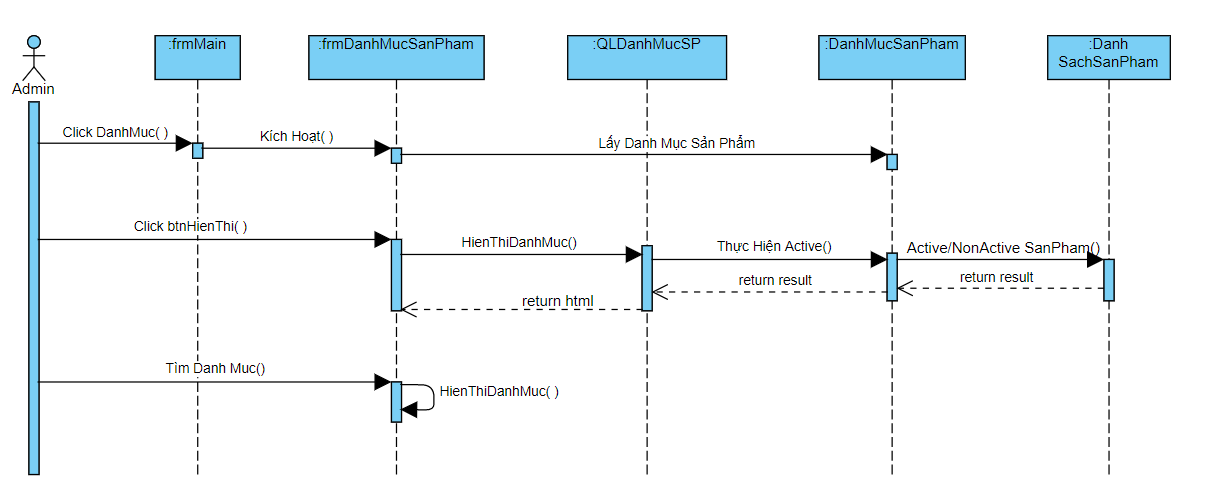 :frmMain
:frmDanhMucSanPham
:QLDanhMucSP
:DanhMucSanPham
:Danh
SachSanPham
Admin
Click DanhMuc( )
Kích Hoạt( )
Lấy Danh Mục Sản Phẩm
Click btnHienThi( )
HienThiDanhMuc()
Thực Hiện Active()
Active/NonActive SanPham()
return result
return result
return html
Tìm Danh Muc()
HienThiDanhMuc( )